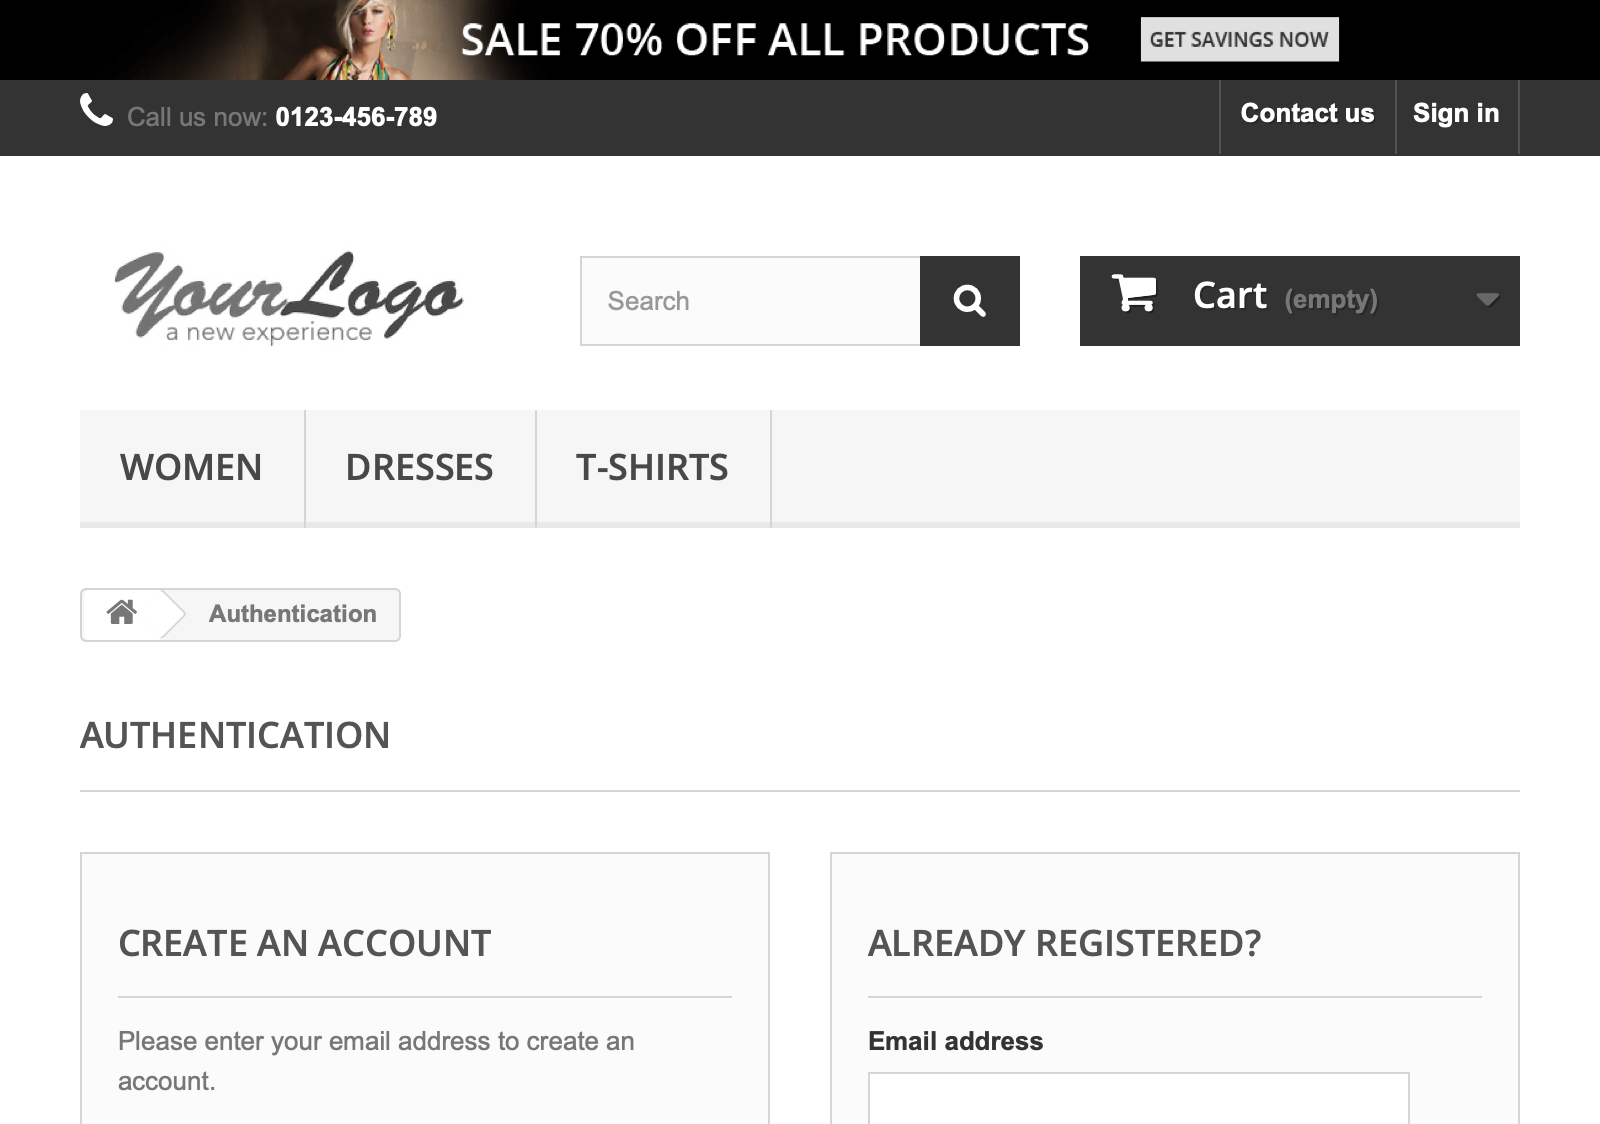 SALE 70% OFF ALL PRODUCTS
GET SAVINGS NOW
Call us now: 0123-456-789
Contact us
Sign in
YourLogo
a new experience
Search
Cart (empty)
WOMEN
DRESSES
T-SHIRTS
Authentication
AUTHENTICATION
CREATE AN ACCOUNT
Please enter your email address to create an
account.
ALREADY REGISTERED?
Email address